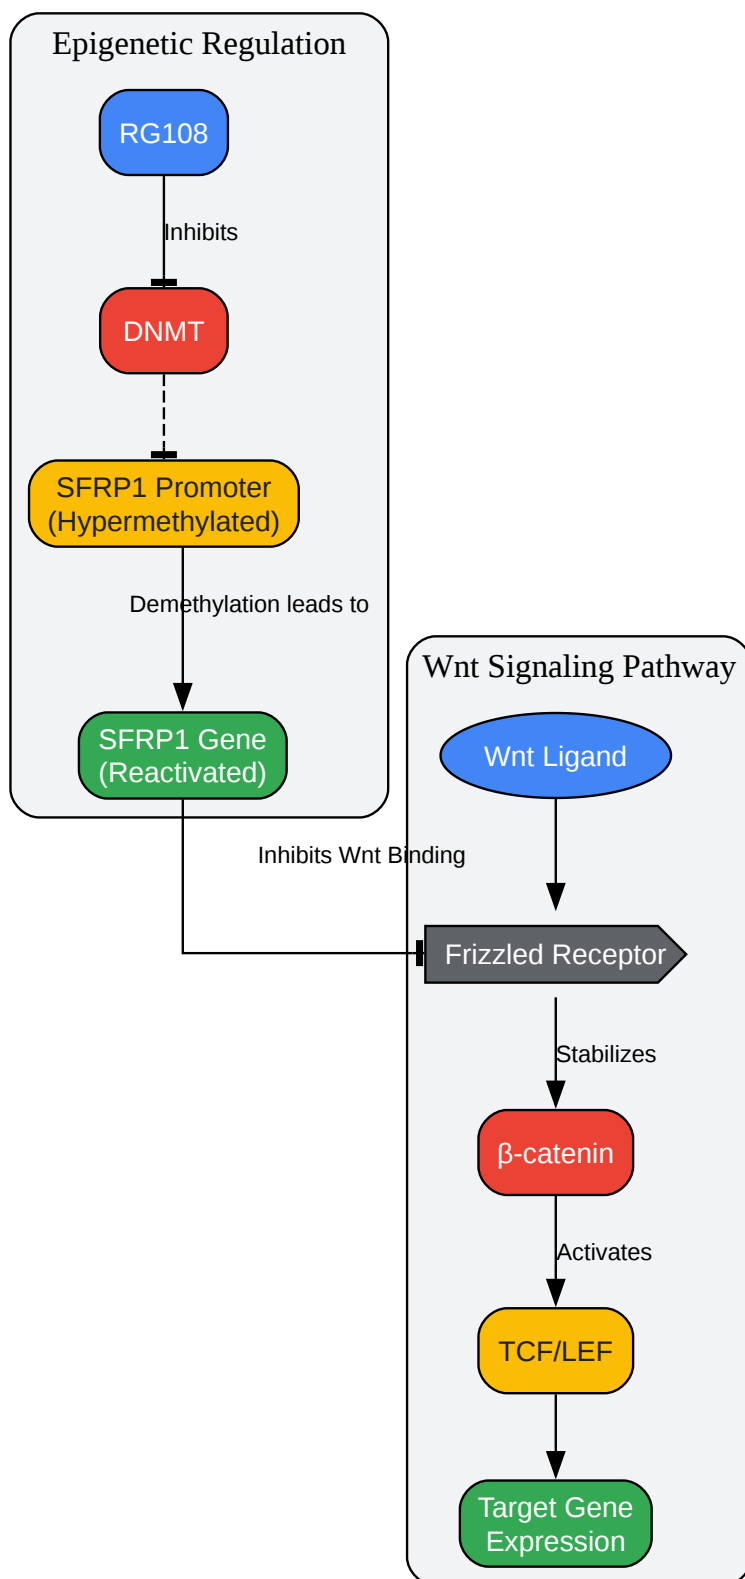 Epigenetic Regulation
RG108
Inhibits
DNMT
SFRP1 Promoter
(Hypermethylated)
Demethylation leads to
SFRP1 Gene
(Reactivated)
Inhibits Wnt Binding
Wnt Signaling Pathway
Wnt Ligand
Frizzled Receptor
Stabilizes
β-catenin
Activates
TCF/LEF
Target Gene
Expression